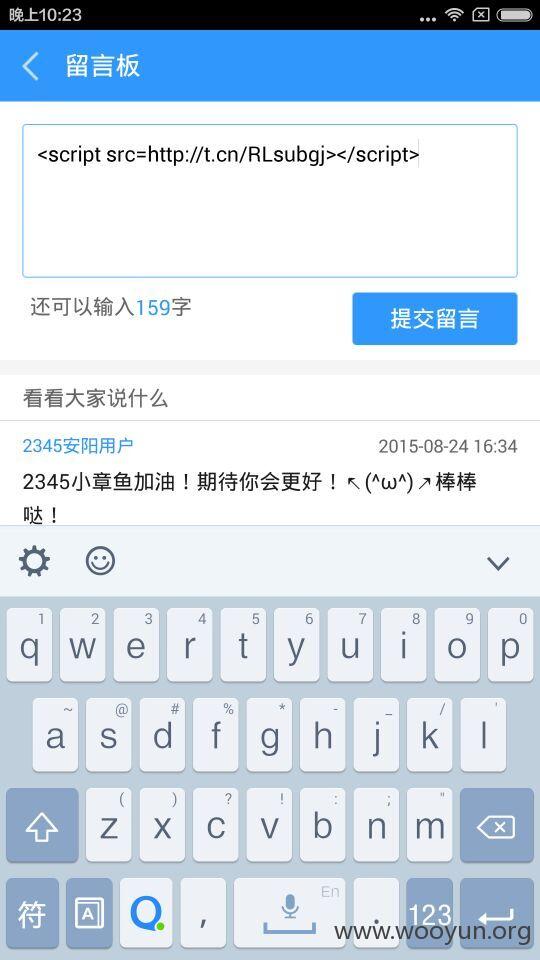 晚上10:23
留言板
<script src=http://t.cn/RLsubgj></script>
还可以输入159字
提交留言
看看大家说什么
2345安阳用户 2015-08-24 16:34
2345小章鱼加油！期待你会更好！↖(^ω^)↗棒棒
哒！
1 2 3 4 5 6 7 8 9 0
q w e r t y u i o p
~ @ # % * - _ / '
a s d f g h j k l
( ) ? ! : ; "
z x c v b n m
符 A Q , En . 123
www.wooyun.org